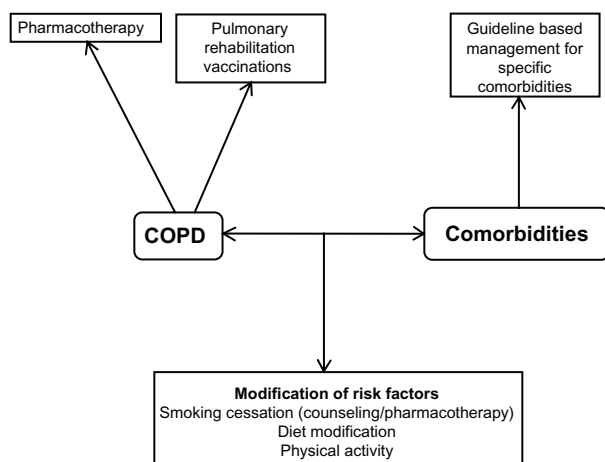 Pharmacotherapy
Pulmonary
rehabilitation
vaccinations
Guideline based
management for
specific
comorbidities
COPD
Comorbidities
Modification of risk factors
Smoking cessation (counseling/pharmacotherapy)
Diet modification
Physical activity